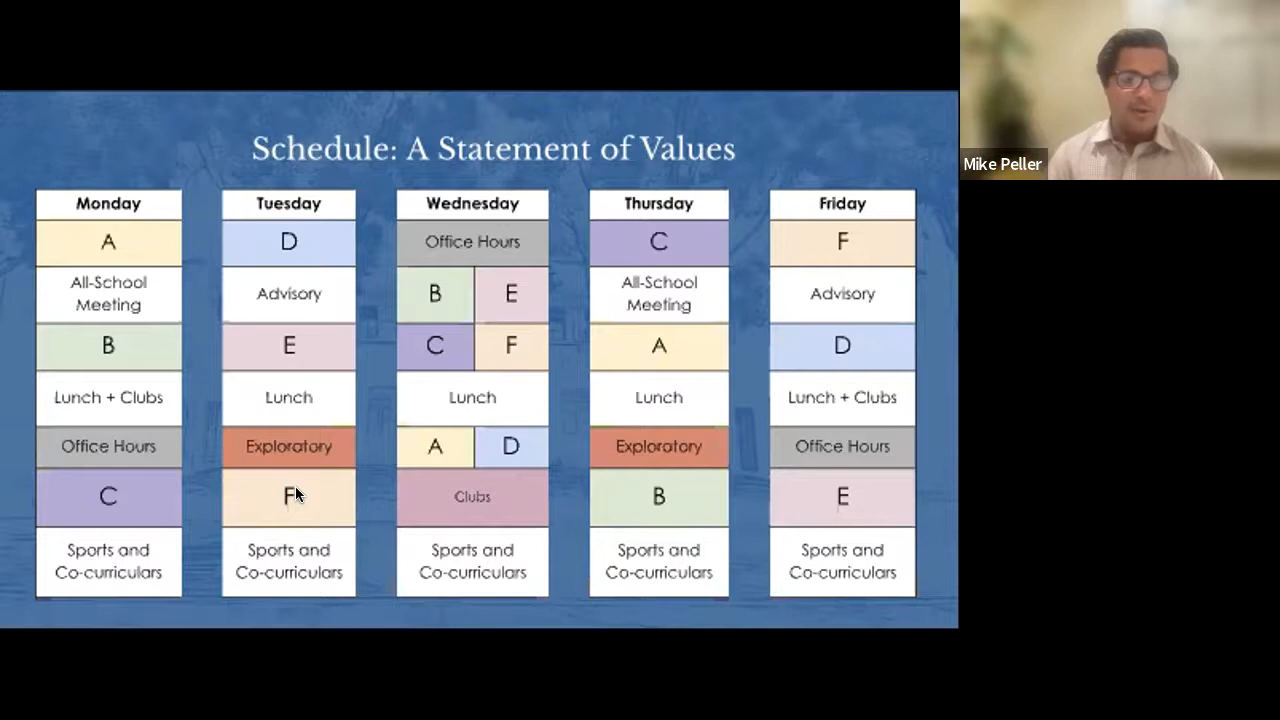 Schedule: A Statement of Values
Mike Peller
Monday
A
All-School
Meeting
B
Lunch + Clubs
Office Hours
C
Sports and
Co-curriculars
Tuesday
D
Advisory
E
Lunch
Exploratory
F
Sports and
Co-curriculars
Wednesday
Office Hours
B E
C F
Lunch
A D
Clubs
Sports and
Co-curriculars
Thursday
C
All-School
Meeting
A
Lunch
Exploratory
B
Sports and
Co-curriculars
Friday
F
Advisory
D
Lunch + Clubs
Office Hours
E
Sports and
Co-curriculars